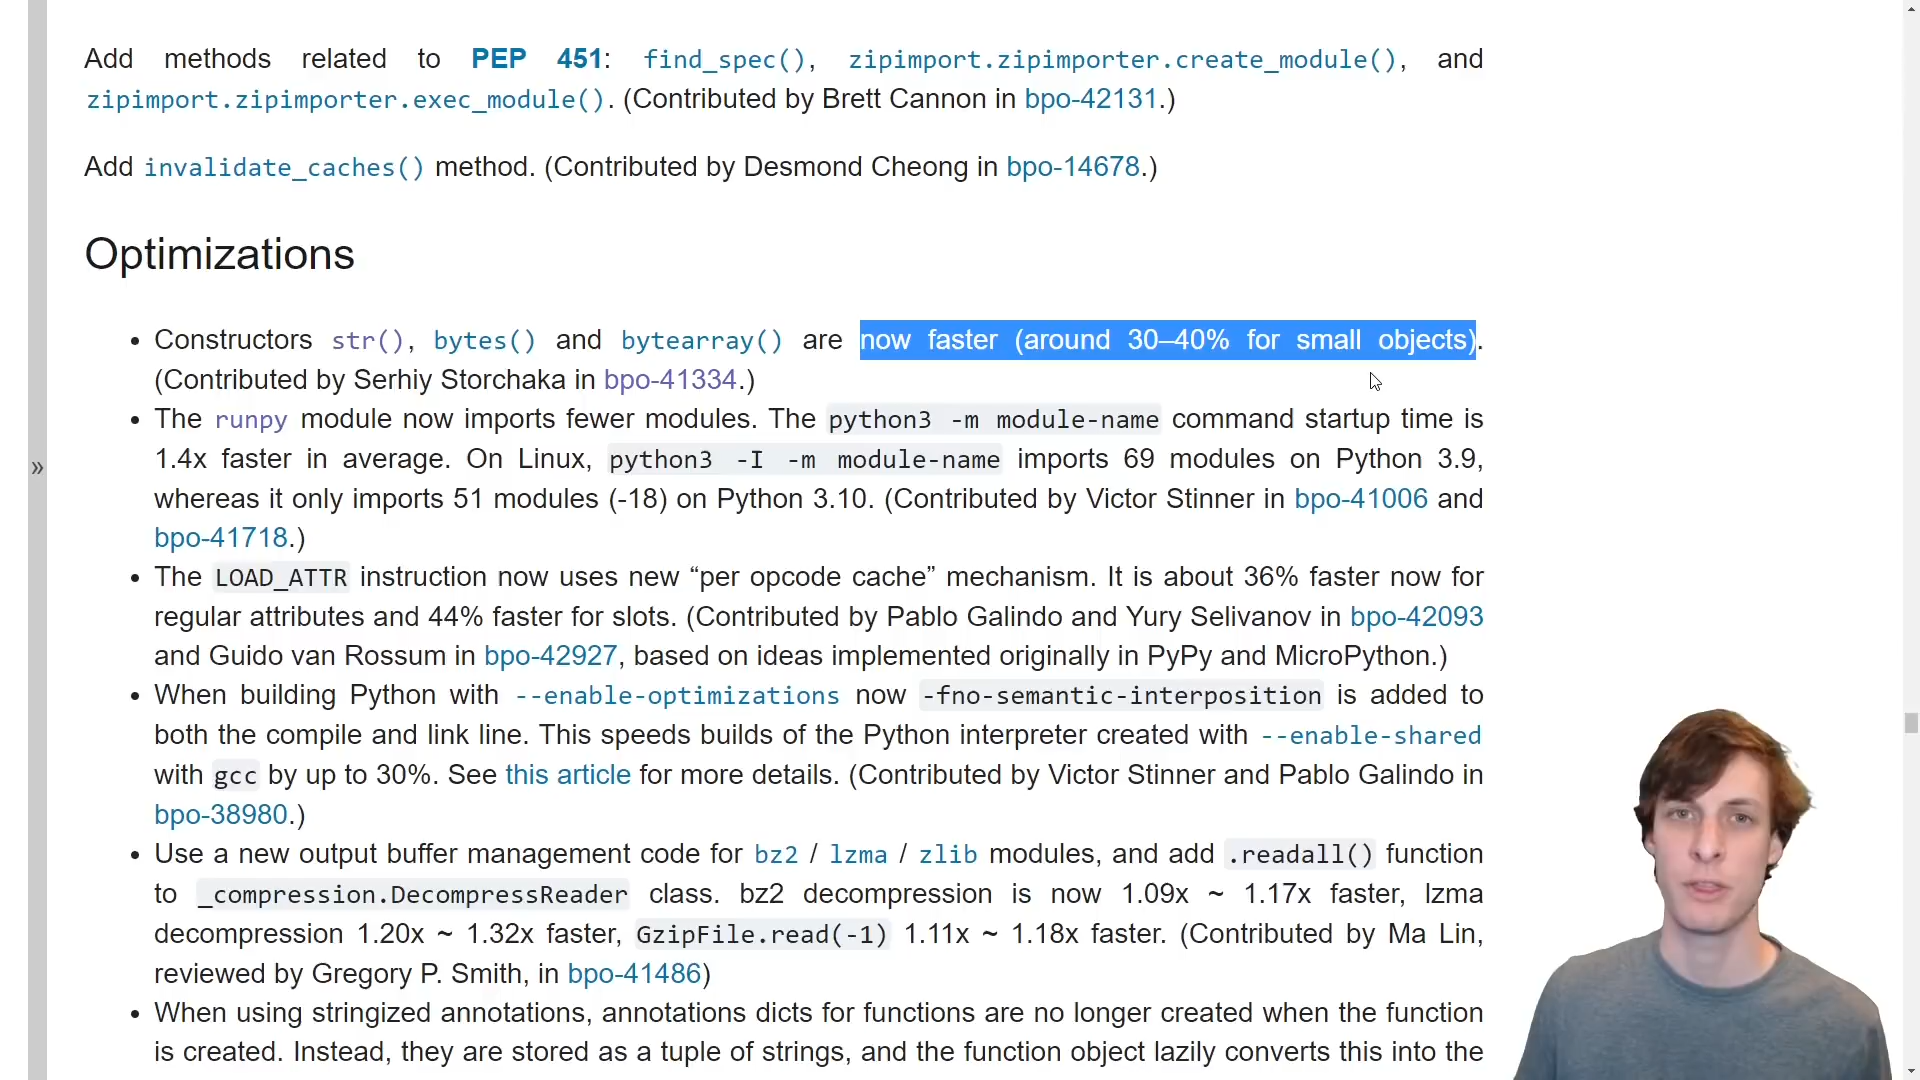 Add methods related to PEP 451: find_spec(), zipimport.zipimporter.create_module(), and
zipimport.zipimporter.exec_module(). (Contributed by Brett Cannon in bpo-42131.)
Add invalidate_caches() method. (Contributed by Desmond Cheong in bpo-14678.)
Optimizations
• Constructors str(), bytes() and bytearray() are now faster (around 30–40% for small objects).
(Contributed by Serhiy Storchaka in bpo-41334.)
• The runpy module now imports fewer modules. The python3 -m module-name command startup time is
1.4x faster in average. On Linux, python3 -I -m module-name imports 69 modules on Python 3.9,
»
whereas it only imports 51 modules (-18) on Python 3.10. (Contributed by Victor Stinner in bpo-41006 and
bpo-41718.)
• The LOAD_ATTR instruction now uses new “per opcode cache” mechanism. It is about 36% faster now for
regular attributes and 44% faster for slots. (Contributed by Pablo Galindo and Yury Selivanov in bpo-42093
and Guido van Rossum in bpo-42927, based on ideas implemented originally in PyPy and MicroPython.)
• When building Python with --enable-optimizations now -fno-semantic-interposition is added to
both the compile and link line. This speeds builds of the Python interpreter created with --enable-shared
with gcc by up to 30%. See this article for more details. (Contributed by Victor Stinner and Pablo Galindo in
bpo-38980.)
• Use a new output buffer management code for bz2 / lzma / zlib modules, and add .readall() function
to _compression.DecompressReader class. bz2 decompression is now 1.09x ~ 1.17x faster, lzma
decompression 1.20x ~ 1.32x faster, GzipFile.read(-1) 1.11x ~ 1.18x faster. (Contributed by Ma Lin,
reviewed by Gregory P. Smith, in bpo-41486)
• When using stringized annotations, annotations dicts for functions are no longer created when the function
is created. Instead, they are stored as a tuple of strings, and the function object lazily converts this into the